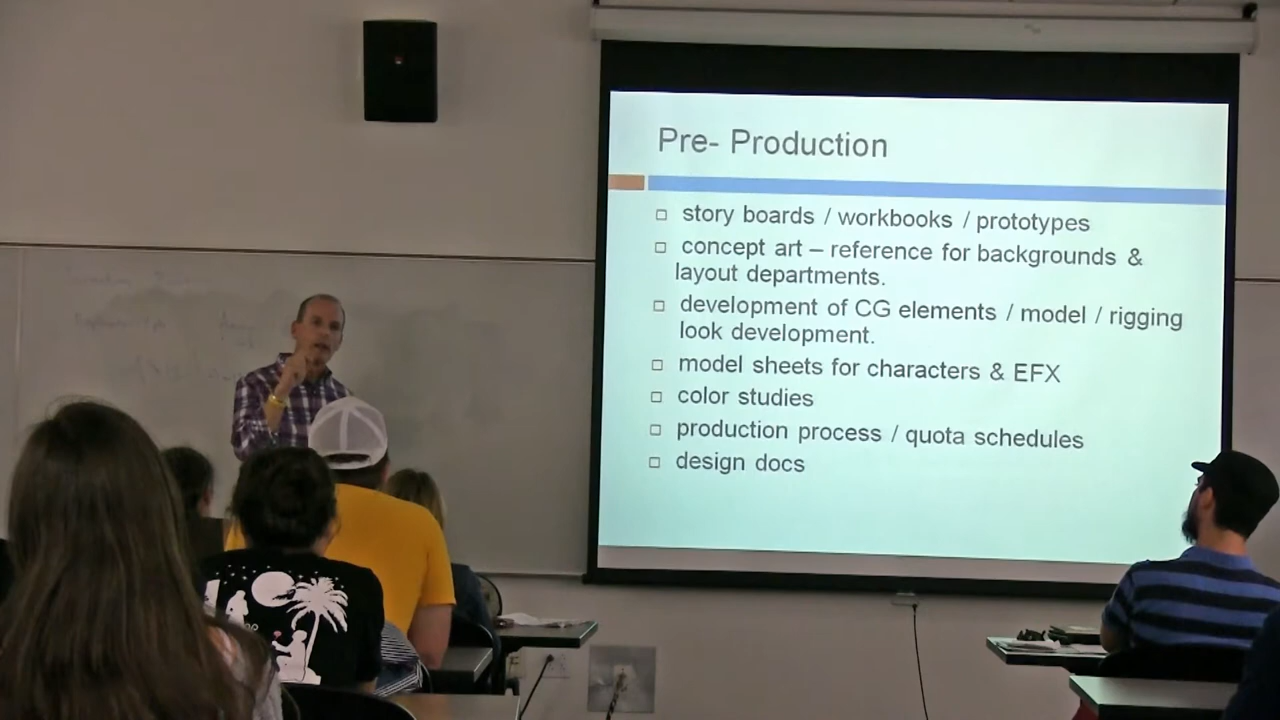 Pre- Production
story boards / workbooks / prototypes
concept art – reference for backgrounds &
layout departments.
development of CG elements / model / rigging
look development.
model sheets for characters & EFX
color studies
production process / quota schedules
design docs